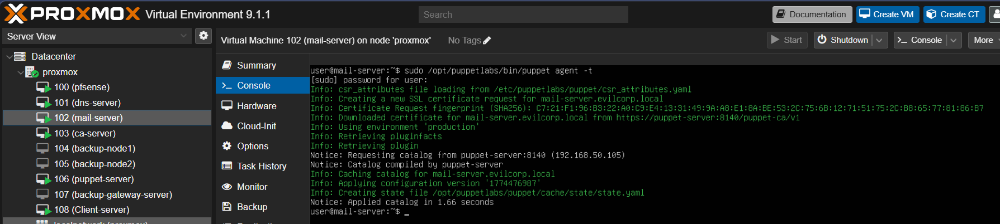 PROXMOX Virtual Environment 9.1.1
Search
Documentation
Create VM
Create CT
Server View
Datacenter
proxmox
100 (pfsense)
101 (dns-server)
102 (mail-server)
103 (ca-server)
104 (backup-node1)
105 (backup-node2)
106 (puppet-server)
107 (backup-gateway-server)
108 (Client-server)
localnetwork (proxmox)
Virtual Machine 102 (mail-server) on node 'proxmox'
No Tags
Start
Shutdown
Console
More
Summary
Console
Hardware
Cloud-Init
Options
Task History
Monitor
Backup
user@mail-server:~$ sudo /opt/puppetlabs/bin/puppet agent -t
[sudo] password for user:
Info: csr_attributes file loading from /etc/puppetlabs/puppet/csr_attributes.yaml
Info: Creating a new SSL certificate request for mail-server.evilcorp.local
Info: Certificate Request fingerprint (SHA256): C7:21:F1:96:B3:22:A0:C9:E4:13:31:49:9A:A8:E1:8A:BE:53:2C:75:6B:12:71:51:75:2C:B8:65:77:81:86:B7
Info: Downloaded certificate for mail-server.evilcorp.local from https://puppet-server:8140/puppet-ca/v1
Info: Using environment 'production'
Info: Retrieving pluginfacts
Info: Retrieving plugin
Notice: Requesting catalog from puppet-server:8140 (192.168.50.105)
Notice: Catalog compiled by puppet-server
Info: Caching catalog for mail-server.evilcorp.local
Info: Applying configuration version '1774476987'
Info: Creating state file /opt/puppetlabs/puppet/cache/state/state.yaml
Notice: Applied catalog in 1.66 seconds
user@mail-server:~$ _